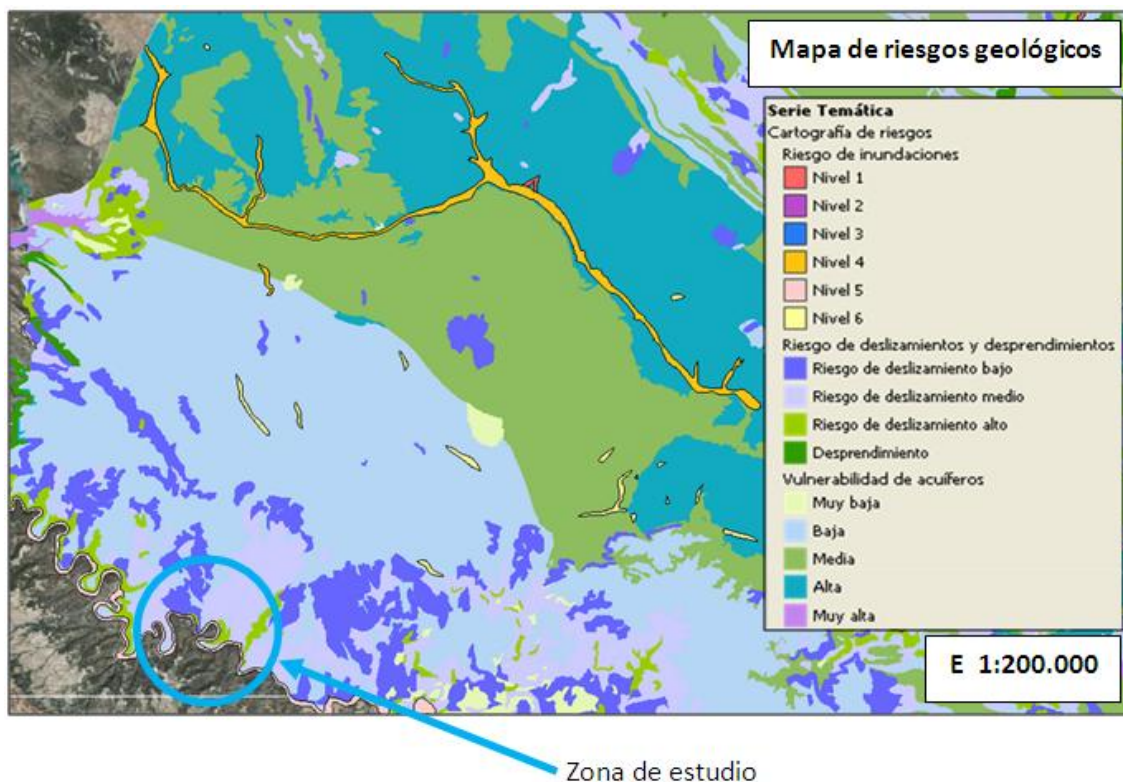 Mapa de riesgos geológicos
Serie Temática
Cartografía de riesgos
Riesgo de inundaciones
Nivel 1
Nivel 2
Nivel 3
Nivel 4
Nivel 5
Nivel 6
Riesgo de deslizamientos y desprendimientos
Riesgo de deslizamiento bajo
Riesgo de deslizamiento medio
Riesgo de deslizamiento alto
Desprendimiento
Vulnerabilidad de acuíferos
Muy baja
Baja
Media
Alta
Muy alta
E 1:200.000
Zona de estudio